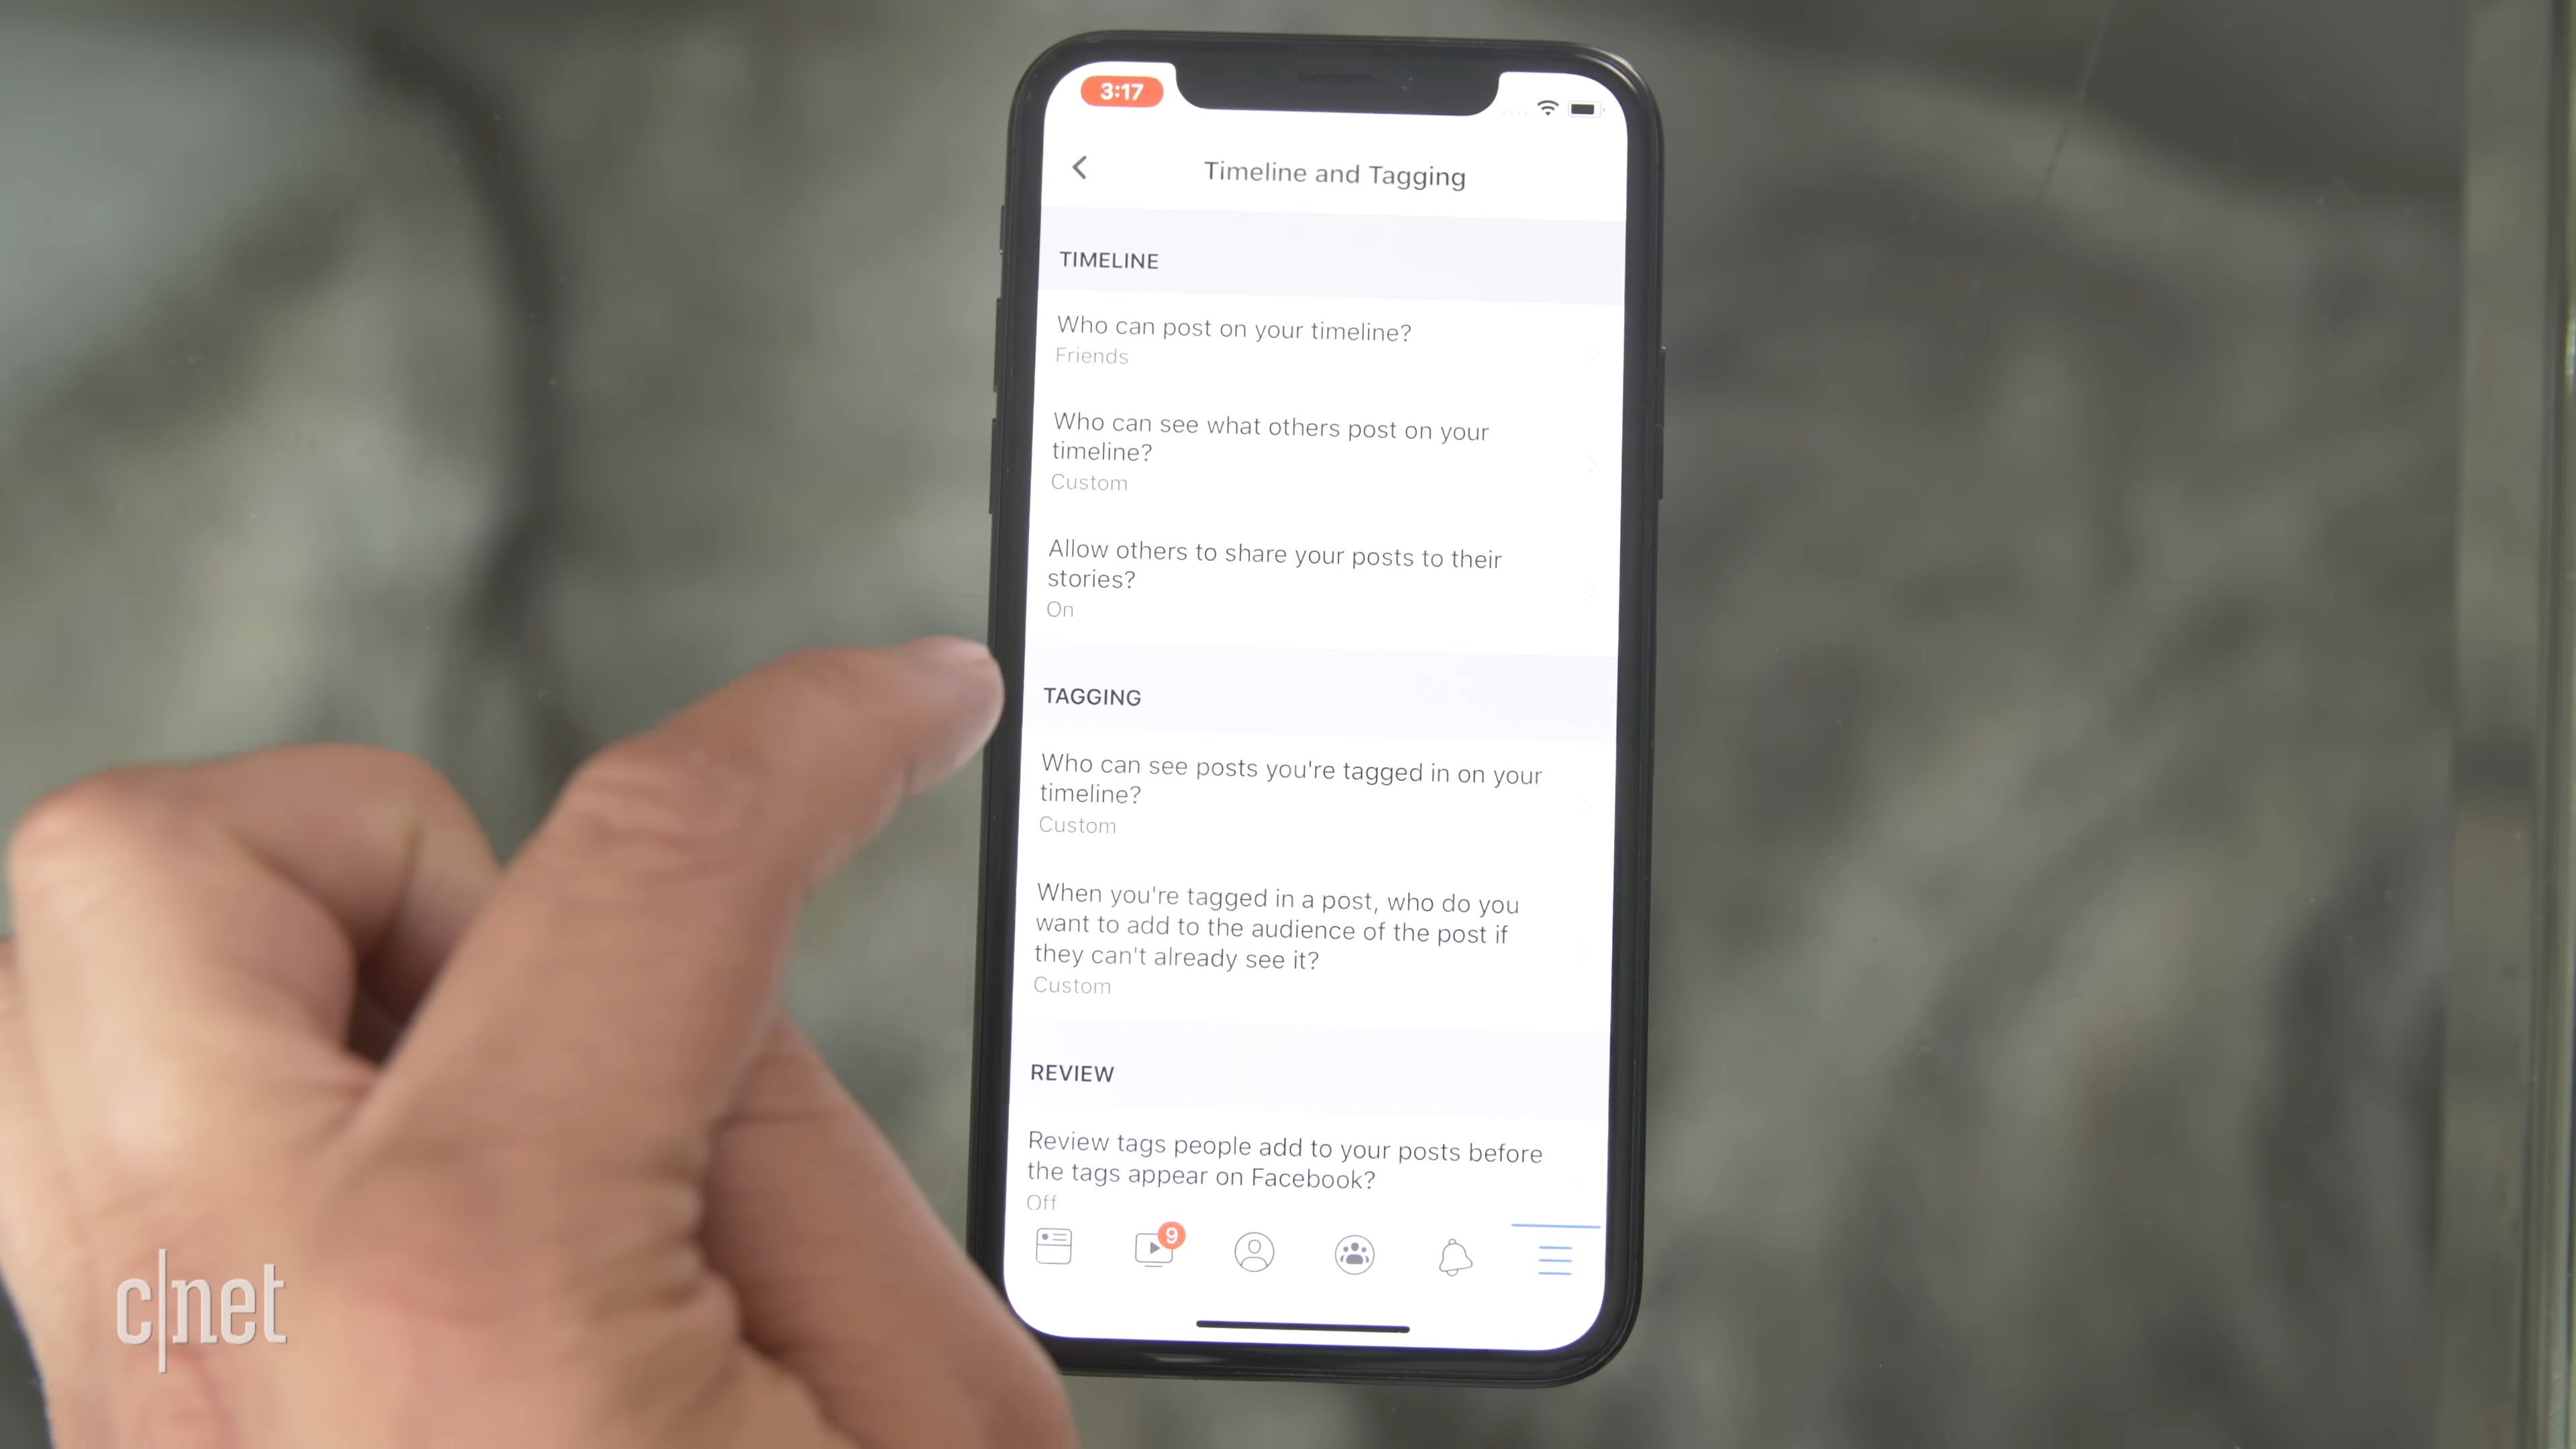 3:17
Timeline and Tagging
TIMELINE
Who can post on your timeline?
Friends
Who can see what others post on your
timeline?
Custom
Allow others to share your posts to their
stories?
On
TAGGING
Who can see posts you're tagged in on your
timeline?
Custom
When you're tagged in a post, who do you
want to add to the audience of the post if
they can't already see it?
Custom
REVIEW
Review tags people add to your posts before
the tags appear on Facebook?
Off
9
c|net